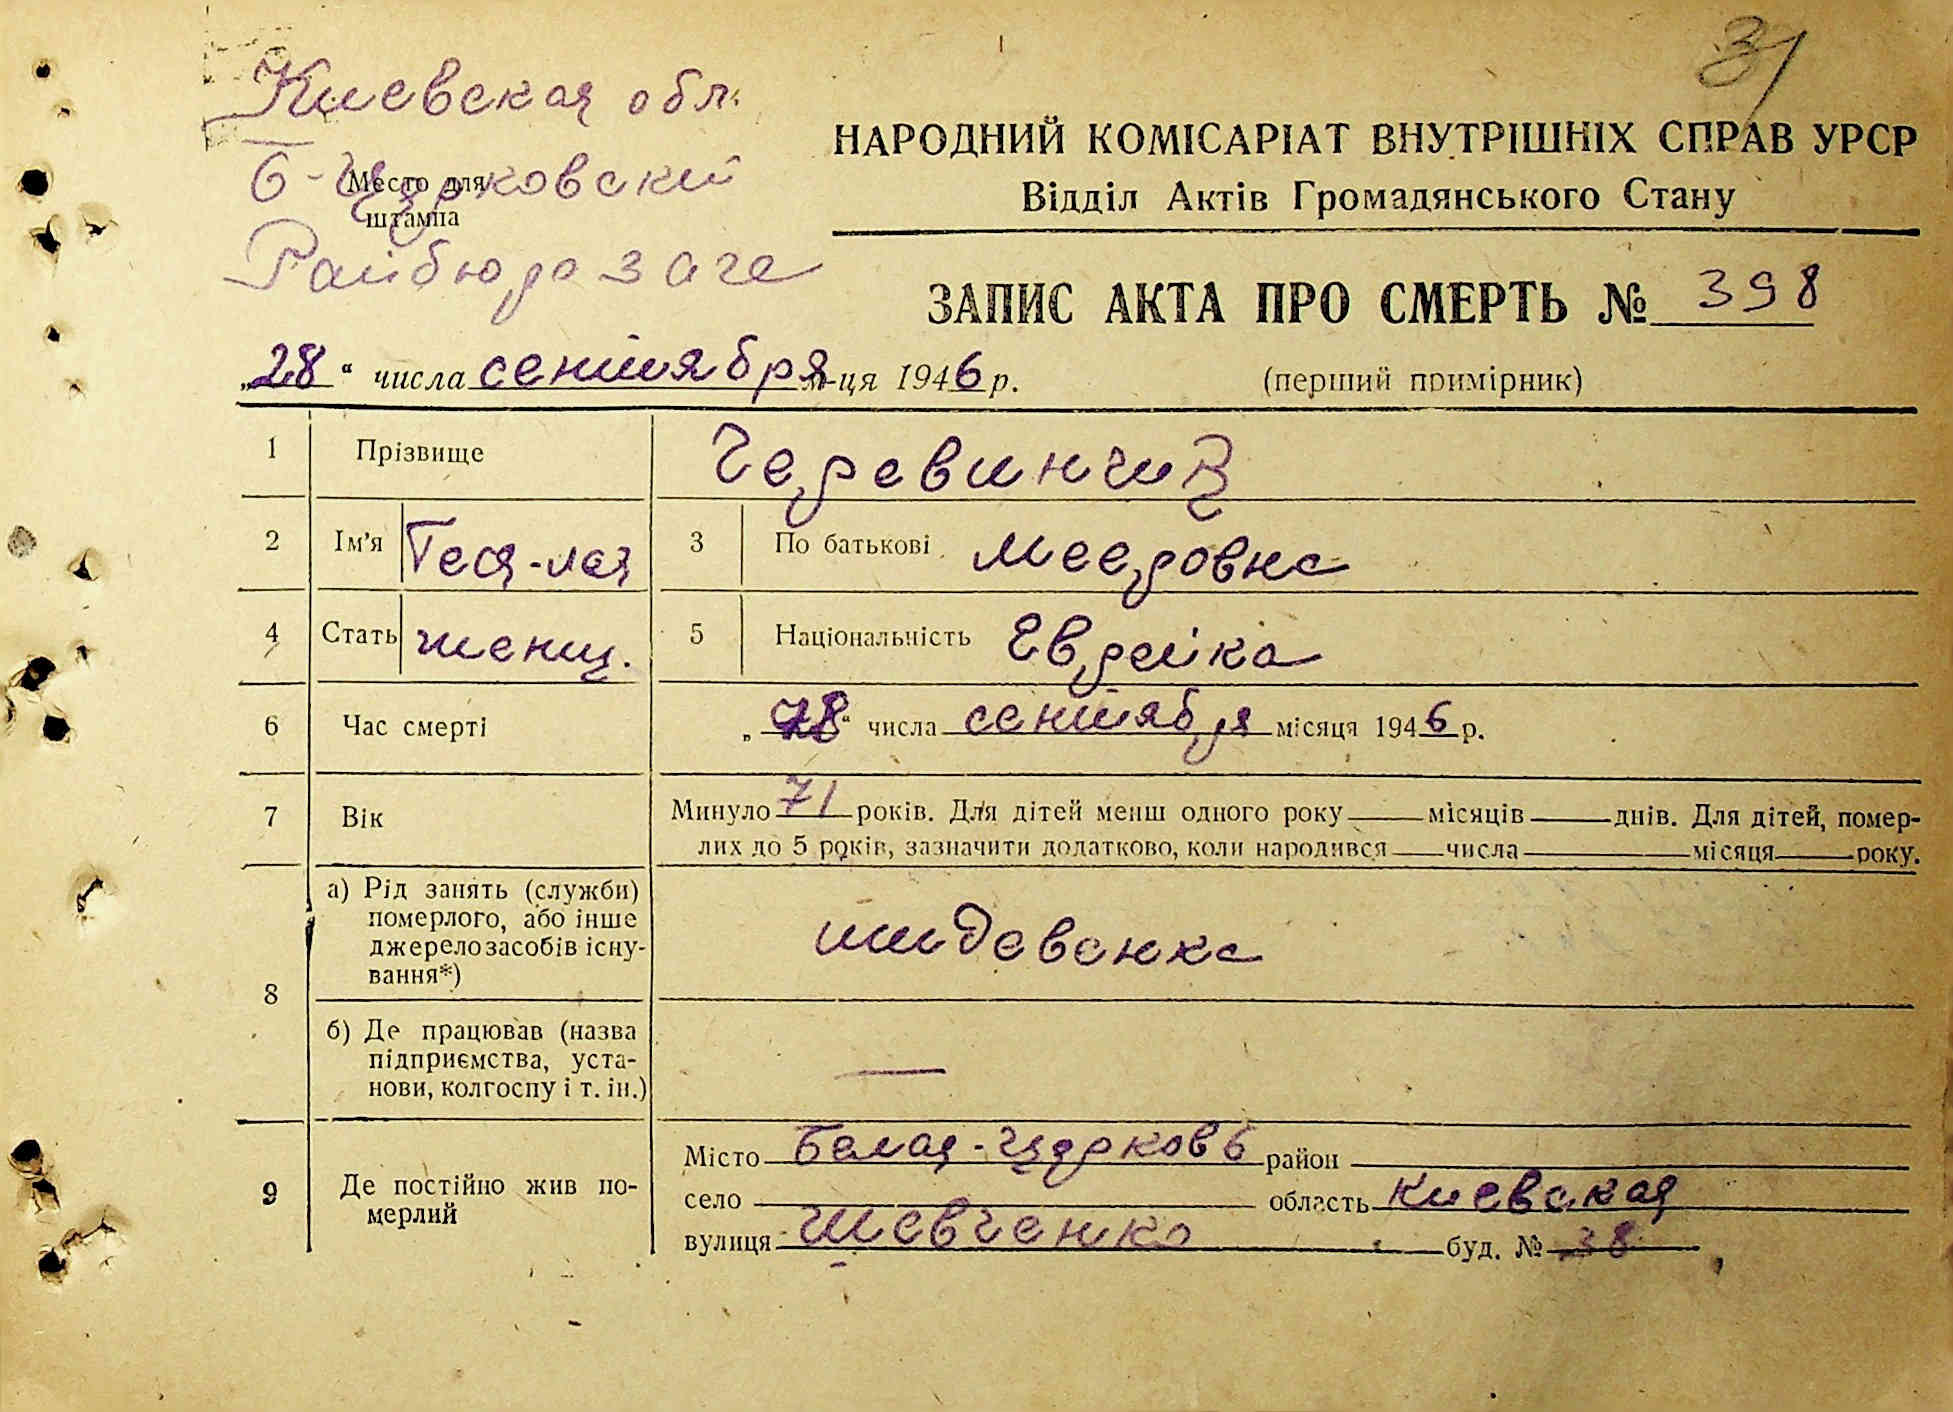 31
Киевская обл.
Б-Церковский
Место для
штампа
Райбюро загс
НАРОДНИЙ КОМІСАРІАТ ВНУТРІШНІХ СПРАВ УРСР
Відділ Актів Громадянського Стану
ЗАПИС АКТА ПРО СМЕРТЬ № 398
„28“ числа сентября м-ця 1946 р.
(перший примірник)
1 Прізвище Черевинчиц
2 Ім'я Геся-лея 3 По батькові Мееровна
4 Стать женщ. 5 Національність Еврейка
6 Час смерті „28“ числа сентября місяця 1946 р.
7 Вік Минуло 71 років. Для дітей менш одного року місяців днів. Для дітей, помер-
лих до 5 років, зазначити додатково, коли народився числа місяця року.
8 а) Рід занять (служби)
померлого, або інше
джерело засобів існу-
вання*)
иждевенка
б) Де працював (назва
підприємства, уста-
нови, колгоспу і т. ін.)
—
9 Де постійно жив по-
мерлий
Місто Белая-Церковь район
село область Киевская
вулиця Шевченко буд. № 38